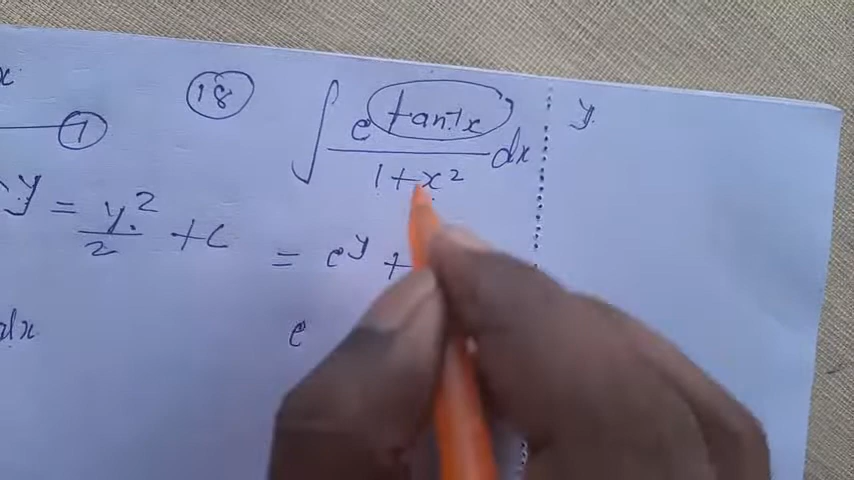 x
1
y = y²/2 + c
dx
18 ∫ e^tan⁻¹x / 1+x² dx
= e^y +
e
y